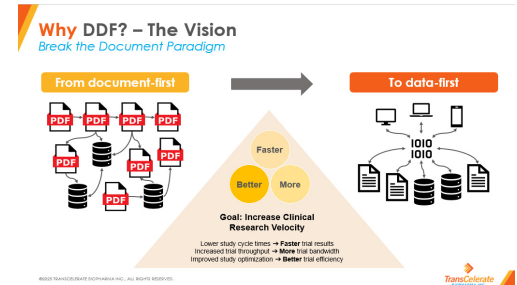 Why DDF? – The Vision
Break the Document Paradigm
From document-first
To data-first
PDF
PDF
PDF
PDF
PDF
PDF
PDF
PDF
Faster
Better
More
IOIO
IOIO
Goal: Increase Clinical
Research Velocity
Lower study cycle times → Faster trial results
Increased trial throughput → More trial bandwidth
Improved study optimization → Better trial efficiency
TransCelerate